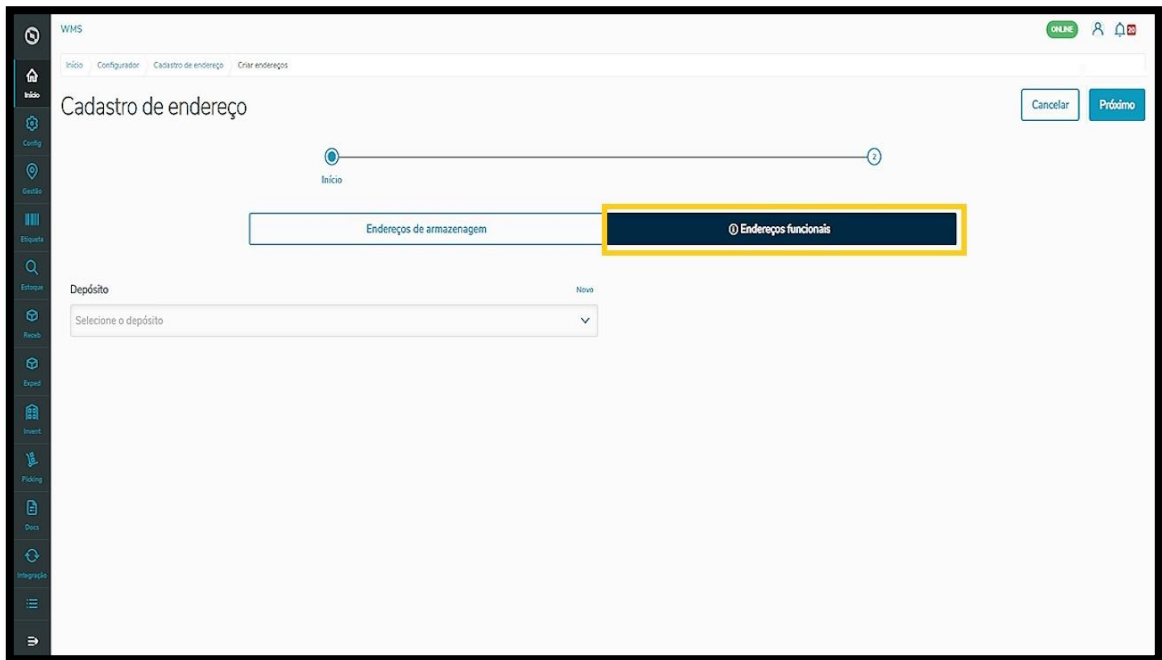 WMS
ONLINE
20
Início / Configurador / Cadastro de endereço / Criar endereços
Cadastro de endereço
Cancelar
Próximo
2
Início
Endereços de armazenagem
Endereços funcionais
Depósito
Novo
Selecione o depósito
Início
Config
Gestão
Etiqueta
Estoque
Receb
Exped
Invent
Picking
Docs
Integração